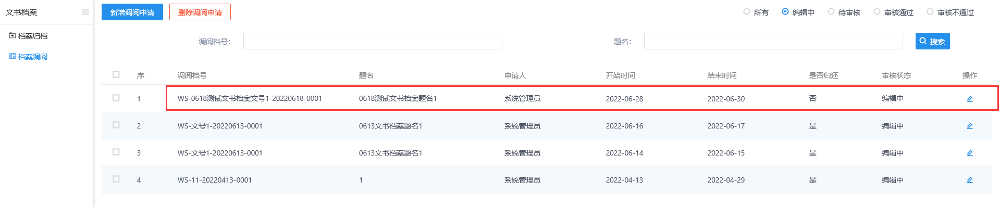 文书档案
档案归档
档案调阅
新增调阅申请 删除调阅申请 所有 编辑中 待审核 审核通过 审核不通过
调阅档号： 题名： 搜索
序 调阅档号 题名 申请人 开始时间 结束时间 是否归还 审核状态 操作
1 WS-0618测试文书档案文号1-20220618-0001 0618测试文书档案题名1 系统管理员 2022-06-28 2022-06-30 否 编辑中
2 WS-文号1-20220613-0001 0613文书档案题名1 系统管理员 2022-06-16 2022-06-17 是 编辑中
3 WS-文号1-20220613-0001 0613文书档案题名1 系统管理员 2022-06-14 2022-06-15 是 编辑中
4 WS-11-20220413-0001 1 系统管理员 2022-04-13 2022-04-29 是 编辑中